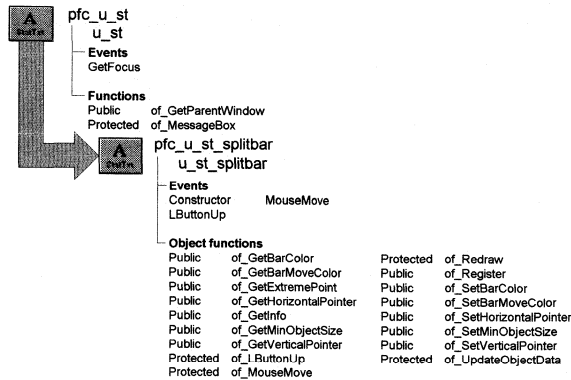 A
StatTxt
pfc_u_st
u_st
Events
GetFocus
Functions
Public of_GetParentWindow
Protected of_MessageBox
A
StatTxt
pfc_u_st_splitbar
u_st_splitbar
Events
Constructor MouseMove
LButtonUp
Object functions
Public of_GetBarColor Protected of_Redraw
Public of_GetBarMoveColor Public of_Register
Public of_GetExtremePoint Public of_SetBarColor
Public of_GetHorizontalPointer Public of_SetBarMoveColor
Public of_GetInfo Public of_SetHorizontalPointer
Public of_GetMinObjectSize Public of_SetMinObjectSize
Public of_GetVerticalPointer Public of_SetVerticalPointer
Protected of_LButtonUp Protected of_UpdateObjectData
Protected of_MouseMove